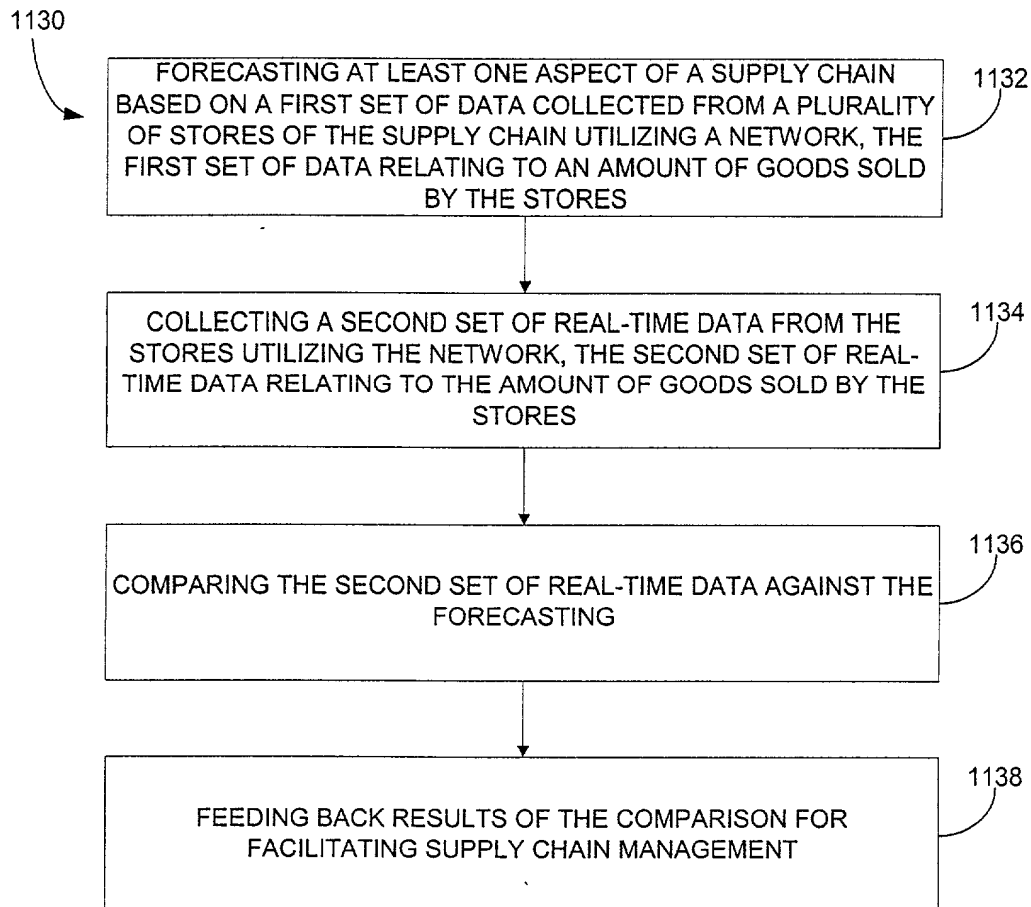 1130
FORECASTING AT LEAST ONE ASPECT OF A SUPPLY CHAIN
BASED ON A FIRST SET OF DATA COLLECTED FROM A PLURALITY
OF STORES OF THE SUPPLY CHAIN UTILIZING A NETWORK, THE
FIRST SET OF DATA RELATING TO AN AMOUNT OF GOODS SOLD
BY THE STORES
1132
COLLECTING A SECOND SET OF REAL-TIME DATA FROM THE
STORES UTILIZING THE NETWORK, THE SECOND SET OF REAL-
TIME DATA RELATING TO THE AMOUNT OF GOODS SOLD BY THE
STORES
1134
COMPARING THE SECOND SET OF REAL-TIME DATA AGAINST THE
FORECASTING
1136
FEEDING BACK RESULTS OF THE COMPARISON FOR
FACILITATING SUPPLY CHAIN MANAGEMENT
1138